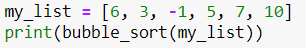 my_list = [6, 3, -1, 5, 7, 10]
print(bubble_sort(my_list))